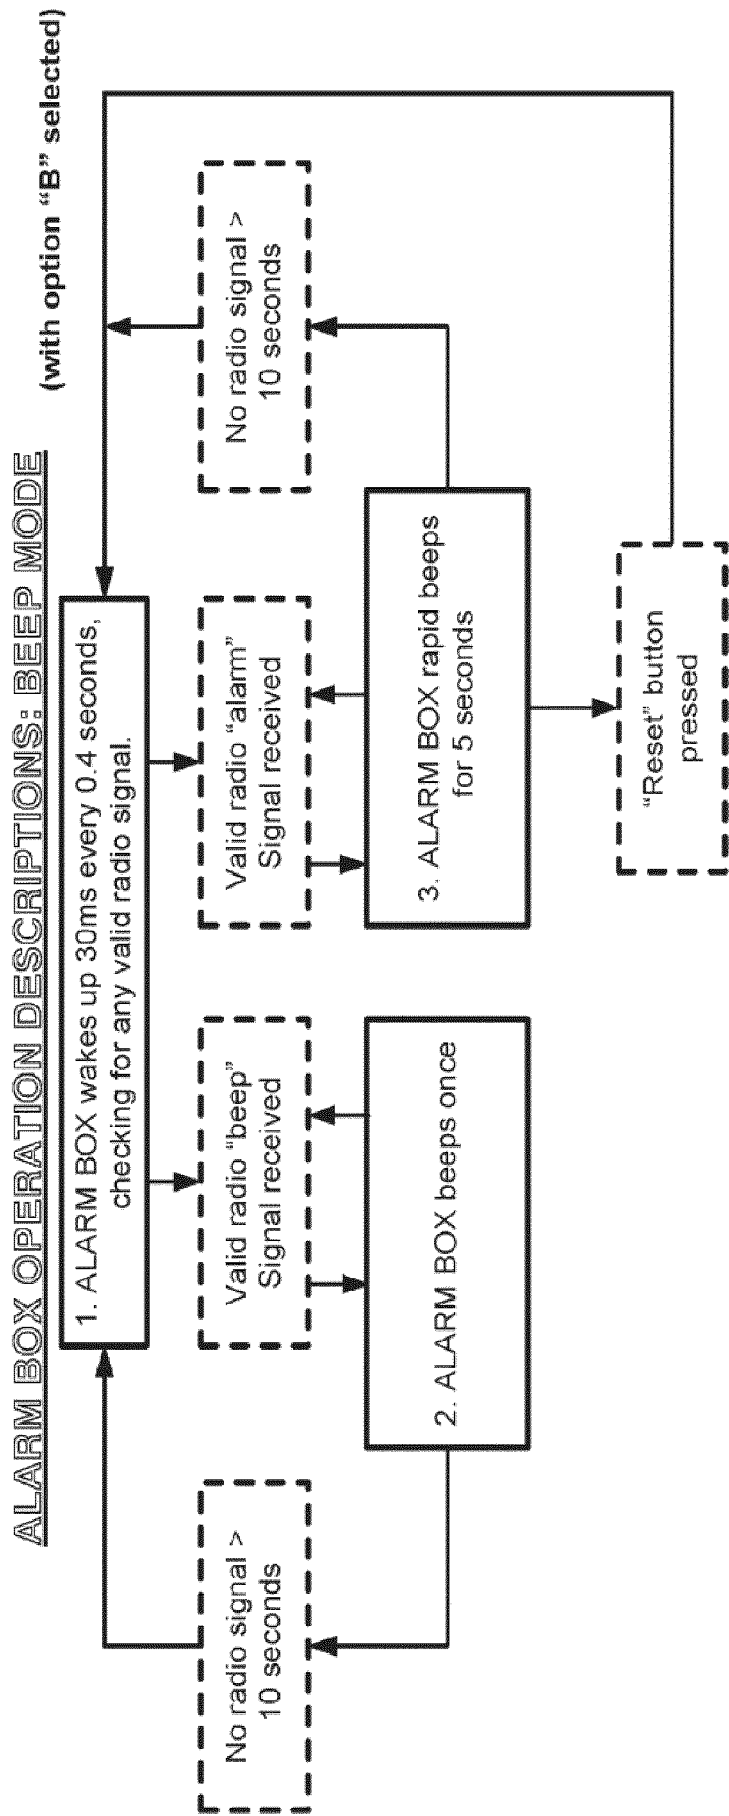 ALARM BOX OPERATION DESCRIPTIONS: BEEP MODE
(with option “B” selected)
1. ALARM BOX wakes up 30ms every 0.4 seconds,
checking for any valid radio signal.
No radio signal >
10 seconds
Valid radio “beep”
Signal received
Valid radio “alarm”
Signal received
No radio signal >
10 seconds
2. ALARM BOX beeps once
3. ALARM BOX rapid beeps
for 5 seconds
“Reset” button
pressed